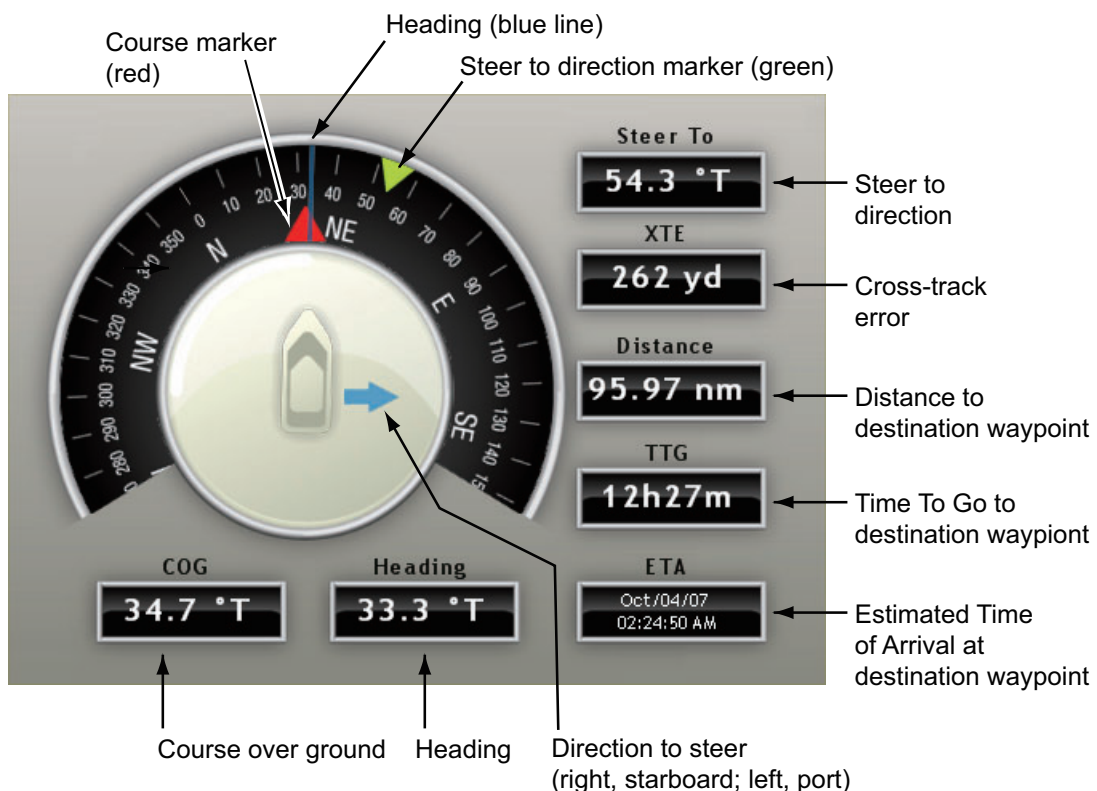 Heading (blue line)
Course marker
(red)
Steer to direction marker (green)
Steer To
54.3 °T
Steer to
direction
XTE
262 yd
Cross-track
error
Distance
95.97 nm
Distance to
destination waypoint
TTG
12h27m
Time To Go to
destination waypiont
ETA
Oct/04/07
02:24:50 AM
Estimated Time
of Arrival at
destination waypoint
280 290 300 310 320 330 340 350 0 10 20 30 40 50 60 70 80 90 100 110 120 130 140
NW N NE E SE
COG
34.7 °T
Heading
33.3 °T
Course over ground
Heading
Direction to steer
(right, starboard; left, port)